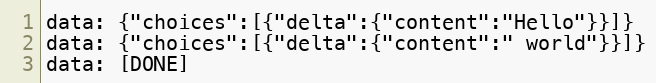 1 data: {"choices":[{"delta":{"content":"Hello"}}]}
2 data: {"choices":[{"delta":{"content":" world"}}]}
3 data: [DONE]